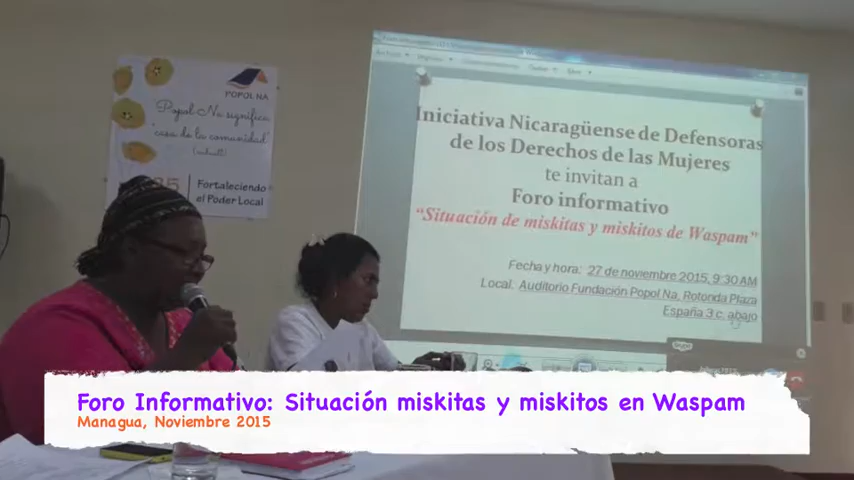 POPOL NA
Popol-Na significa
"casa de la comunidad"
Fortaleciendo
el Poder Local
Iniciativa Nicaragüense de Defensoras
de los Derechos de las Mujeres
te invitan a
Foro informativo
"Situación de miskitas y miskitos de Waspam"
Fecha y hora: 27 de noviembre 2015, 9:30 AM
Local: Auditorio Fundación Popol Na, Rotonda Plaza
España 3 c. abajo
Foro Informativo: Situación miskitas y miskitos en Waspam
Managua, Noviembre 2015